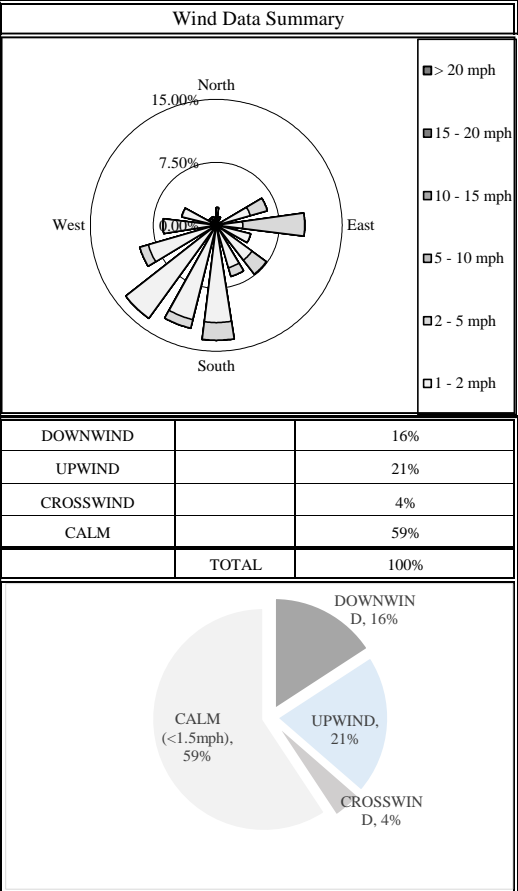 Wind Data Summary
North
15.00%
7.50%
0.00%
West
East
South
> 20 mph
15 - 20 mph
10 - 15 mph
5 - 10 mph
2 - 5 mph
1 - 2 mph
DOWNWIND 16%
UPWIND 21%
CROSSWIND 4%
CALM 59%
TOTAL 100%
DOWNWIN
D, 16%
UPWIND,
21%
CROSSWIN
D, 4%
CALM
(<1.5mph),
59%